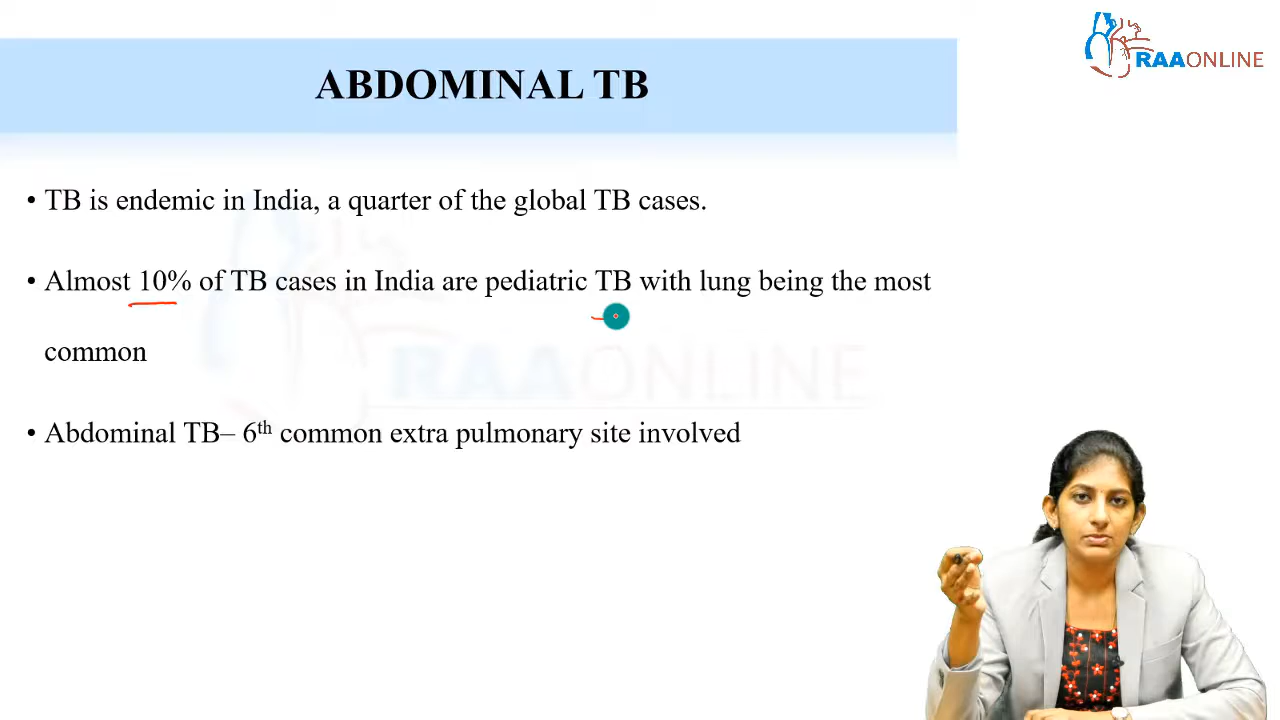 RAAONLINE
ABDOMINAL TB
• TB is endemic in India, a quarter of the global TB cases.
• Almost 10% of TB cases in India are pediatric TB with lung being the most
common
RAAONLINE
• Abdominal TB– 6th common extra pulmonary site involved